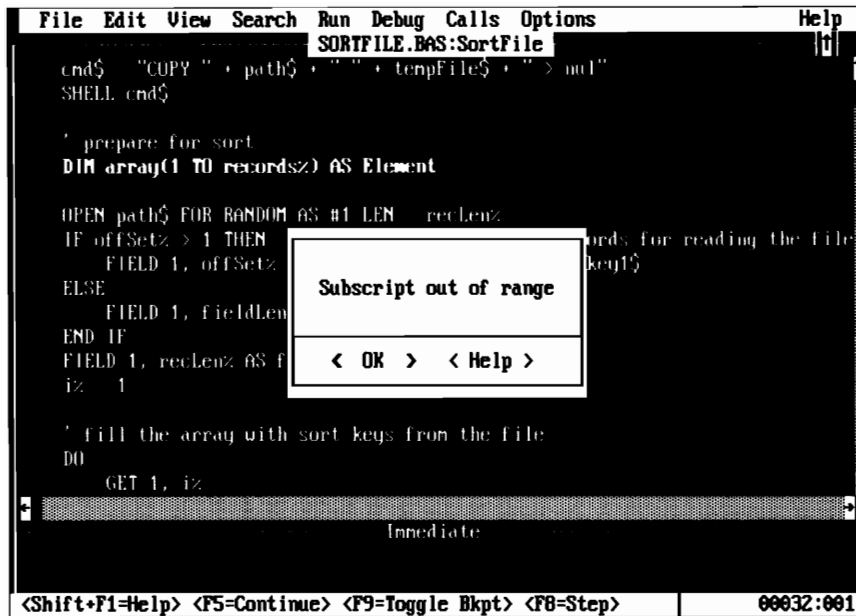 File Edit View Search Run Debug Calls Options Help
SORTFILE.BAS:SortFile
cmd$ "COPY " + path$ + " " + tempFile$ + " > nul"
SHELL cmd$
' prepare for sort
DIM array(1 TO records%) AS Element
OPEN path$ FOR RANDOM AS #1 LEN recLen%
IF offSet% > 1 THEN ords for reading the file
FIELD 1, offSet% key1$
ELSE
FIELD 1, fieldLen
END IF
FIELD 1, recLen% AS f
i% 1
' fill the array with sort keys from the file
DO
GET 1, i%
Subscript out of range
< OK > < Help >
Immediate
<Shift+F1=Help> <F5=Continue> <F9=Toggle Bkpt> <F8=Step> 00032:001